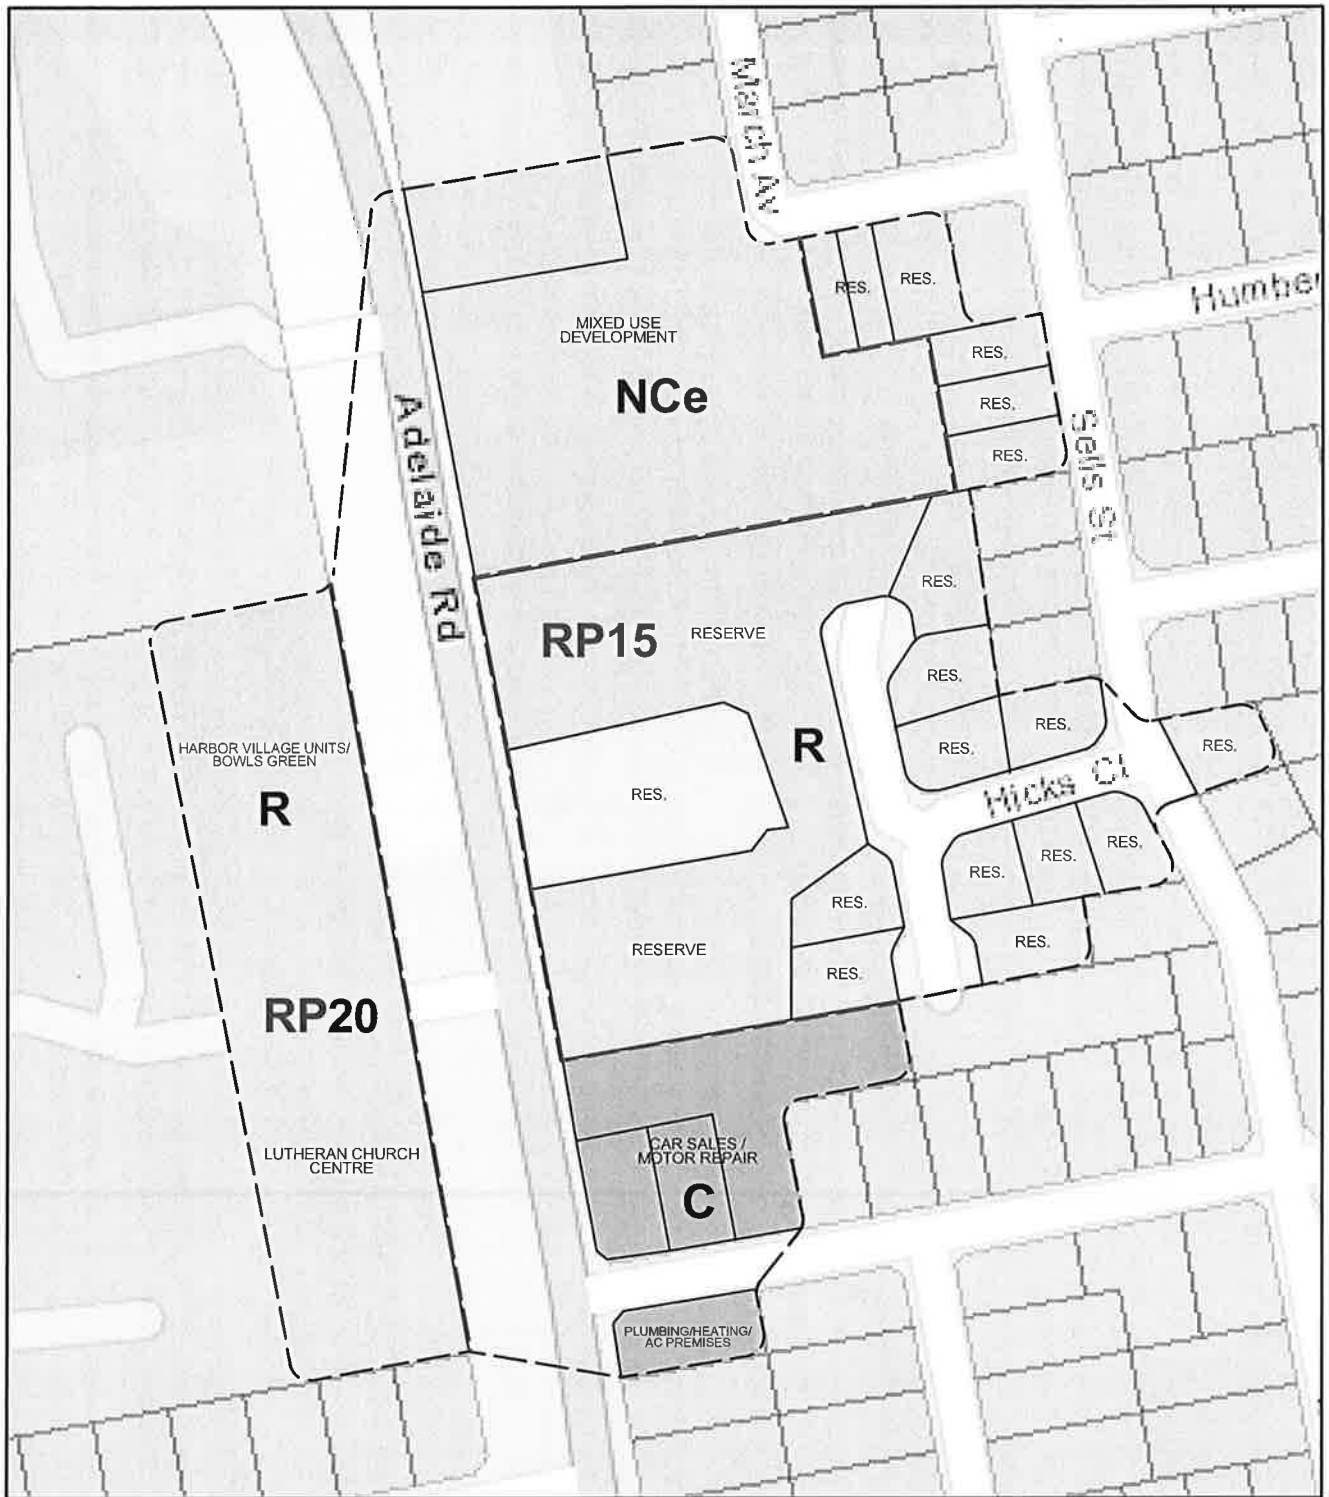 March Av
RES.
RES.
Humber
MIXED USE
DEVELOPMENT
RES.
NCe
RES.
Adelaide Rd
Sells St
RES.
RES.
RP15
RESERVE
RES.
RES.
RES.
RES.
HARBOR VILLAGE UNITS/
BOWLS GREEN
R
RES.
R
Hicks Cl
RES.
RES.
RES.
RES.
RES.
RESERVE
RES.
RP20
CAR SALES /
MOTOR REPAIR
LUTHERAN CHURCH
CENTRE
C
PLUMBING/HEATING/
AC PREMISES